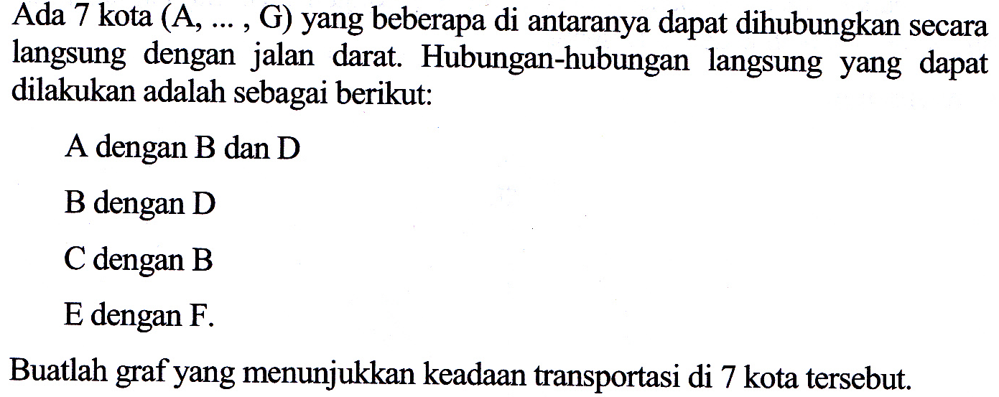 Ada 7 kota (A, ... , G) yang beberapa di antaranya dapat dihubungkan secara
langsung dengan jalan darat. Hubungan-hubungan langsung yang dapat
dilakukan adalah sebagai berikut:
A dengan B dan D
B dengan D
C dengan B
E dengan F.
Buatlah graf yang menunjukkan keadaan transportasi di 7 kota tersebut.